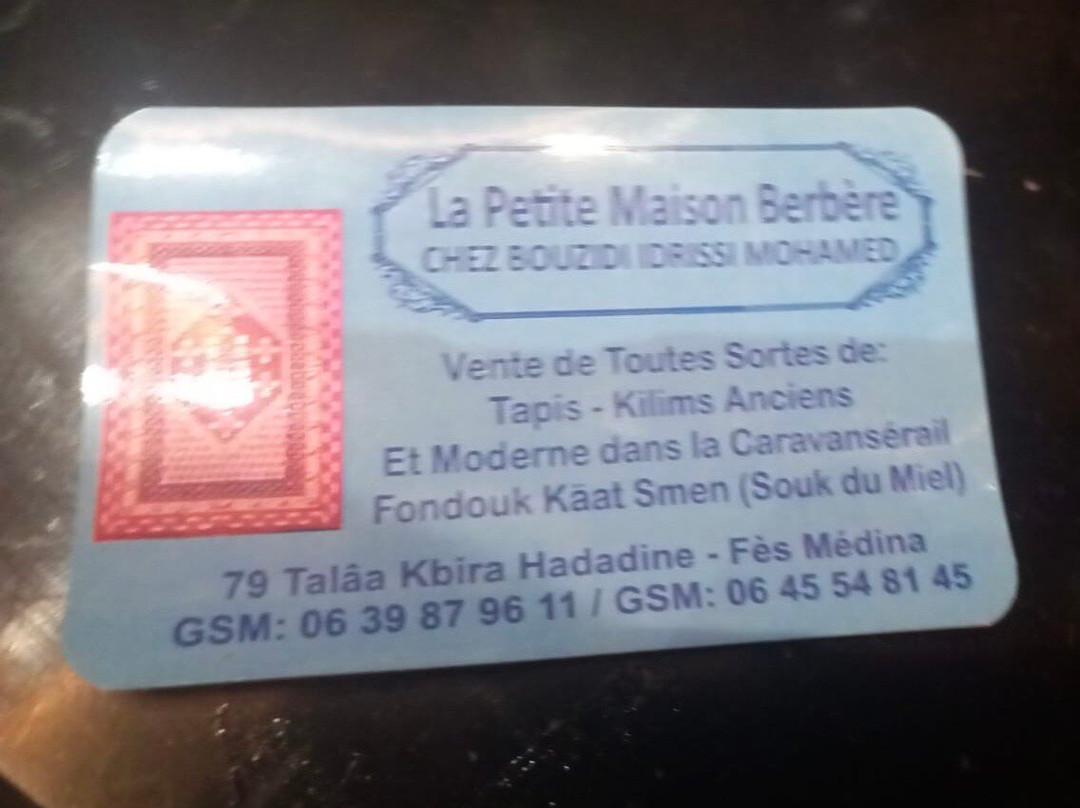 La Petite Maison Berbère
CHEZ BOUZIDI IDRISSI MOHAMED
Vente de Toutes Sortes de:
Tapis - Kilims Anciens
Et Moderne dans la Caravansérail
Fondouk Käat Smen (Souk du Miel)
79 Talâa Kbira Hadadine - Fès Médina
GSM: 06 39 87 96 11 / GSM: 06 45 54 81 45